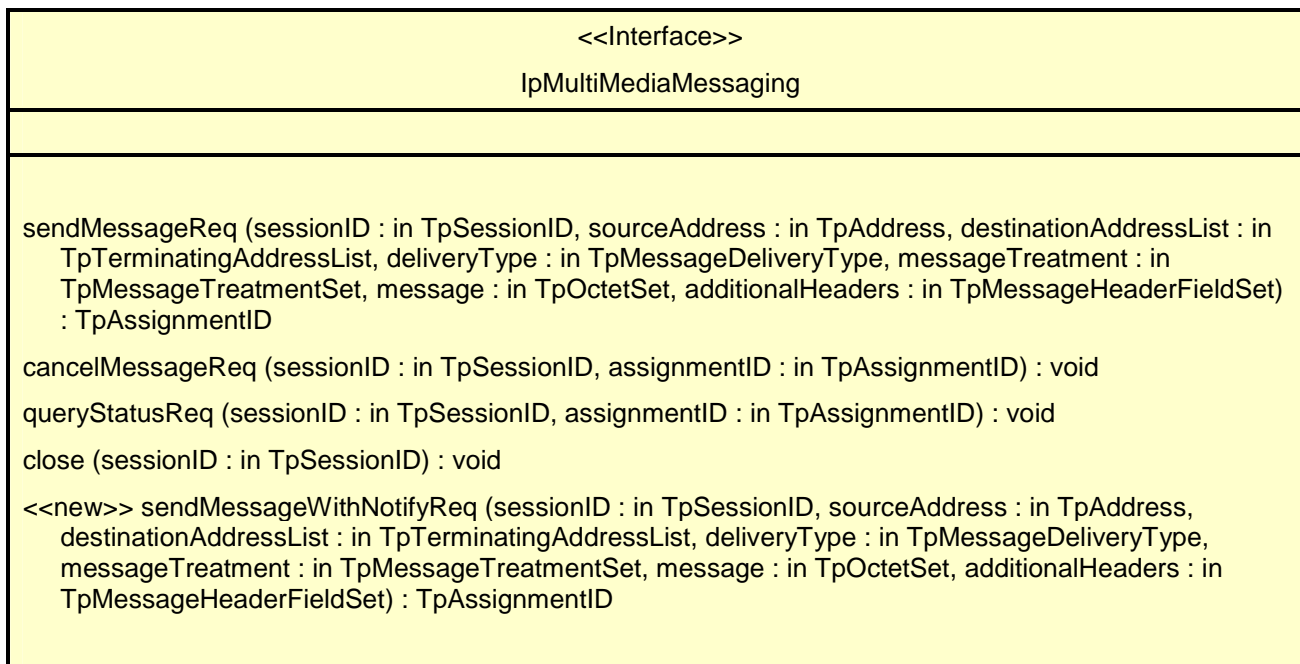 <<Interface>>
IpMultiMediaMessaging
sendMessageReq (sessionID : in TpSessionID, sourceAddress : in TpAddress, destinationAddressList : in
TpTerminatingAddressList, deliveryType : in TpMessageDeliveryType, messageTreatment : in
TpMessageTreatmentSet, message : in TpOctetSet, additionalHeaders : in TpMessageHeaderFieldSet)
: TpAssignmentID
cancelMessageReq (sessionID : in TpSessionID, assignmentID : in TpAssignmentID) : void
queryStatusReq (sessionID : in TpSessionID, assignmentID : in TpAssignmentID) : void
close (sessionID : in TpSessionID) : void
<<new>> sendMessageWithNotifyReq (sessionID : in TpSessionID, sourceAddress : in TpAddress,
destinationAddressList : in TpTerminatingAddressList, deliveryType : in TpMessageDeliveryType,
messageTreatment : in TpMessageTreatmentSet, message : in TpOctetSet, additionalHeaders : in
TpMessageHeaderFieldSet) : TpAssignmentID